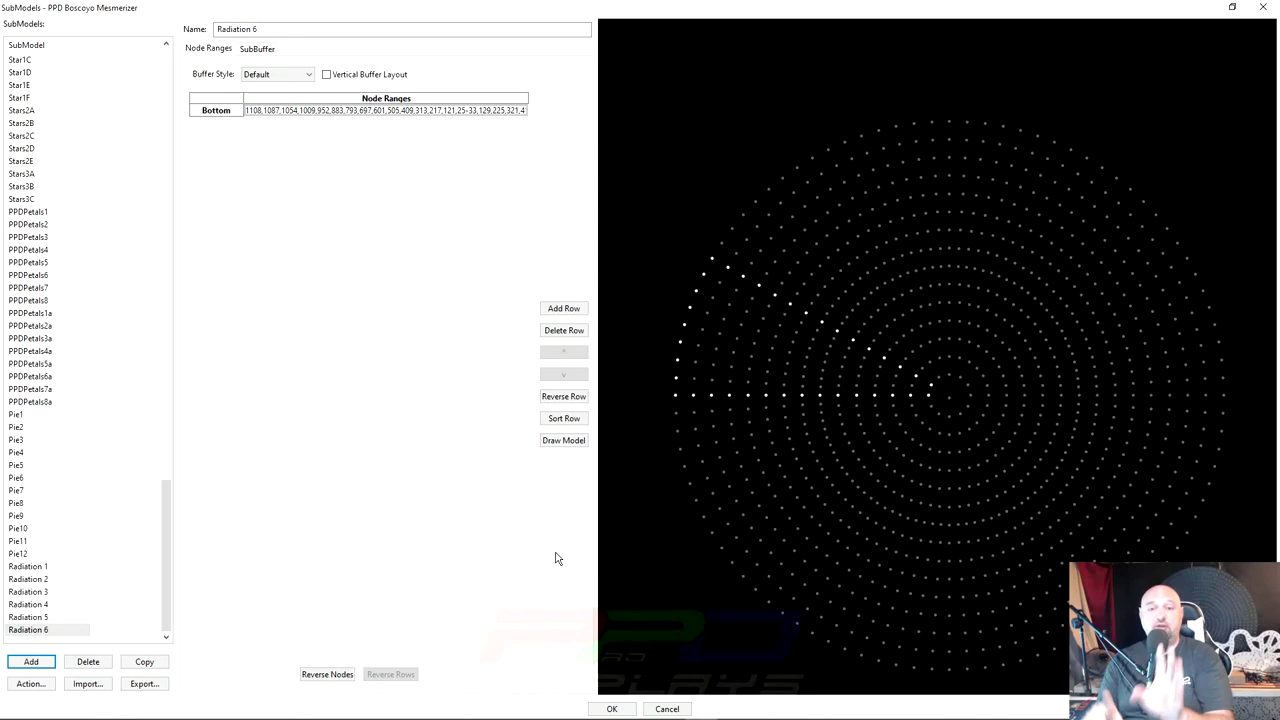 SubModels - PPD Boscoyo Mesmerizer
SubModels:
SubModel
Star1C
Star1D
Star1E
Star1F
Stars2A
Stars2B
Stars2C
Stars2D
Stars2E
Stars3A
Stars3B
Stars3C
PPDPetals1
PPDPetals2
PPDPetals3
PPDPetals4
PPDPetals5
PPDPetals6
PPDPetals7
PPDPetals8
PPDPetals1a
PPDPetals2a
PPDPetals3a
PPDPetals4a
PPDPetals5a
PPDPetals6a
PPDPetals7a
PPDPetals8a
Pie1
Pie2
Pie3
Pie4
Pie5
Pie6
Pie7
Pie8
Pie9
Pie10
Pie11
Pie12
Radiation 1
Radiation 2
Radiation 3
Radiation 4
Radiation 5
Radiation 6
Add Delete Copy
Action... Import... Export...
Name: Radiation 6
Node Ranges SubBuffer
Buffer Style: Default Vertical Buffer Layout
Node Ranges
Bottom 1108,1087,1054,1009,952,883,793,697,601,505,409,313,217,121,25-33,129,225,321,4
Add Row
Delete Row
^
v
Reverse Row
Sort Row
Draw Model
Reverse Nodes Reverse Rows
OK Cancel